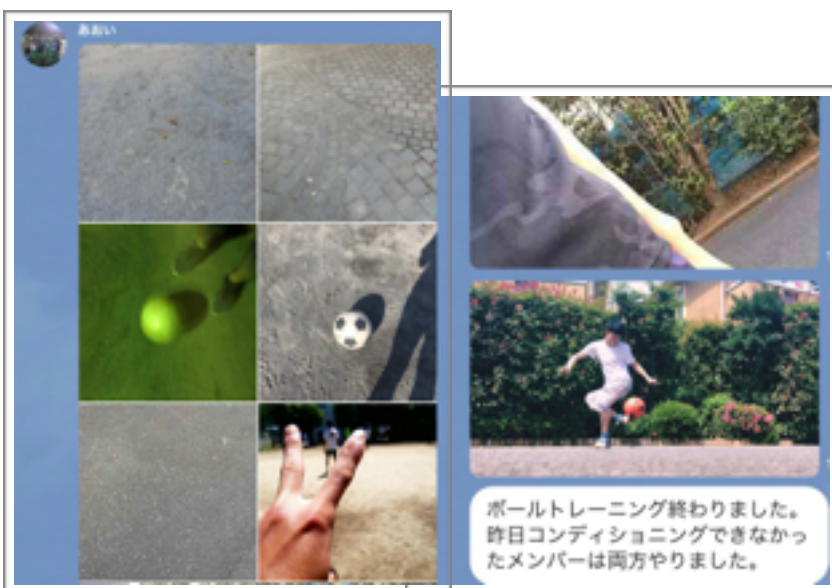 あおい
ボールトレーニング終わりました。
昨日コンディショニングできなかっ
たメンバーは両方やりました。